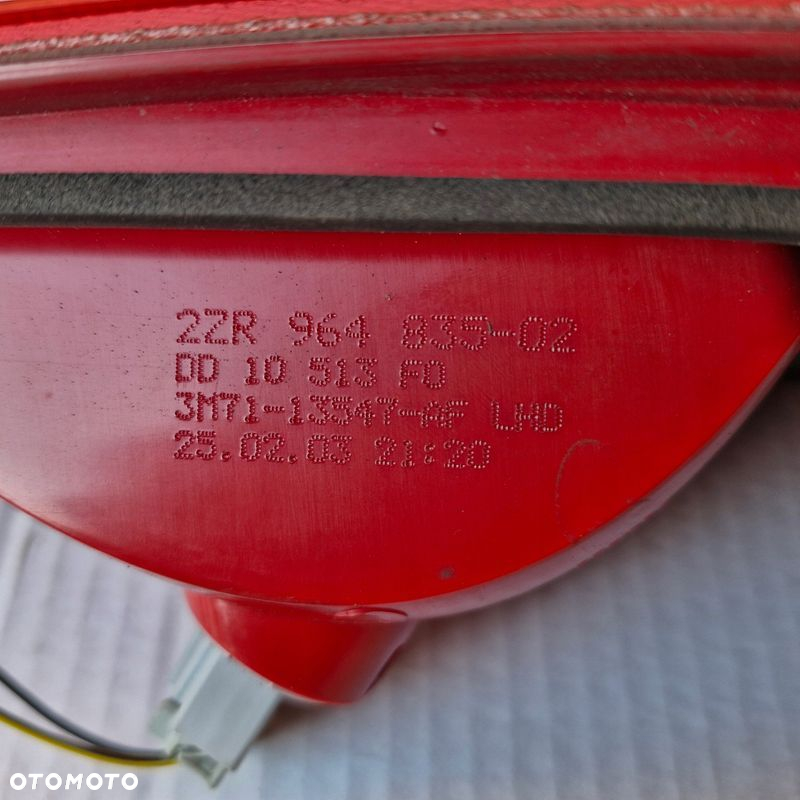 2ZR 964 835-02
DD 10 513 FO
3M71-13547-AF LHD
25.02.03 21:20
OTOMOTO